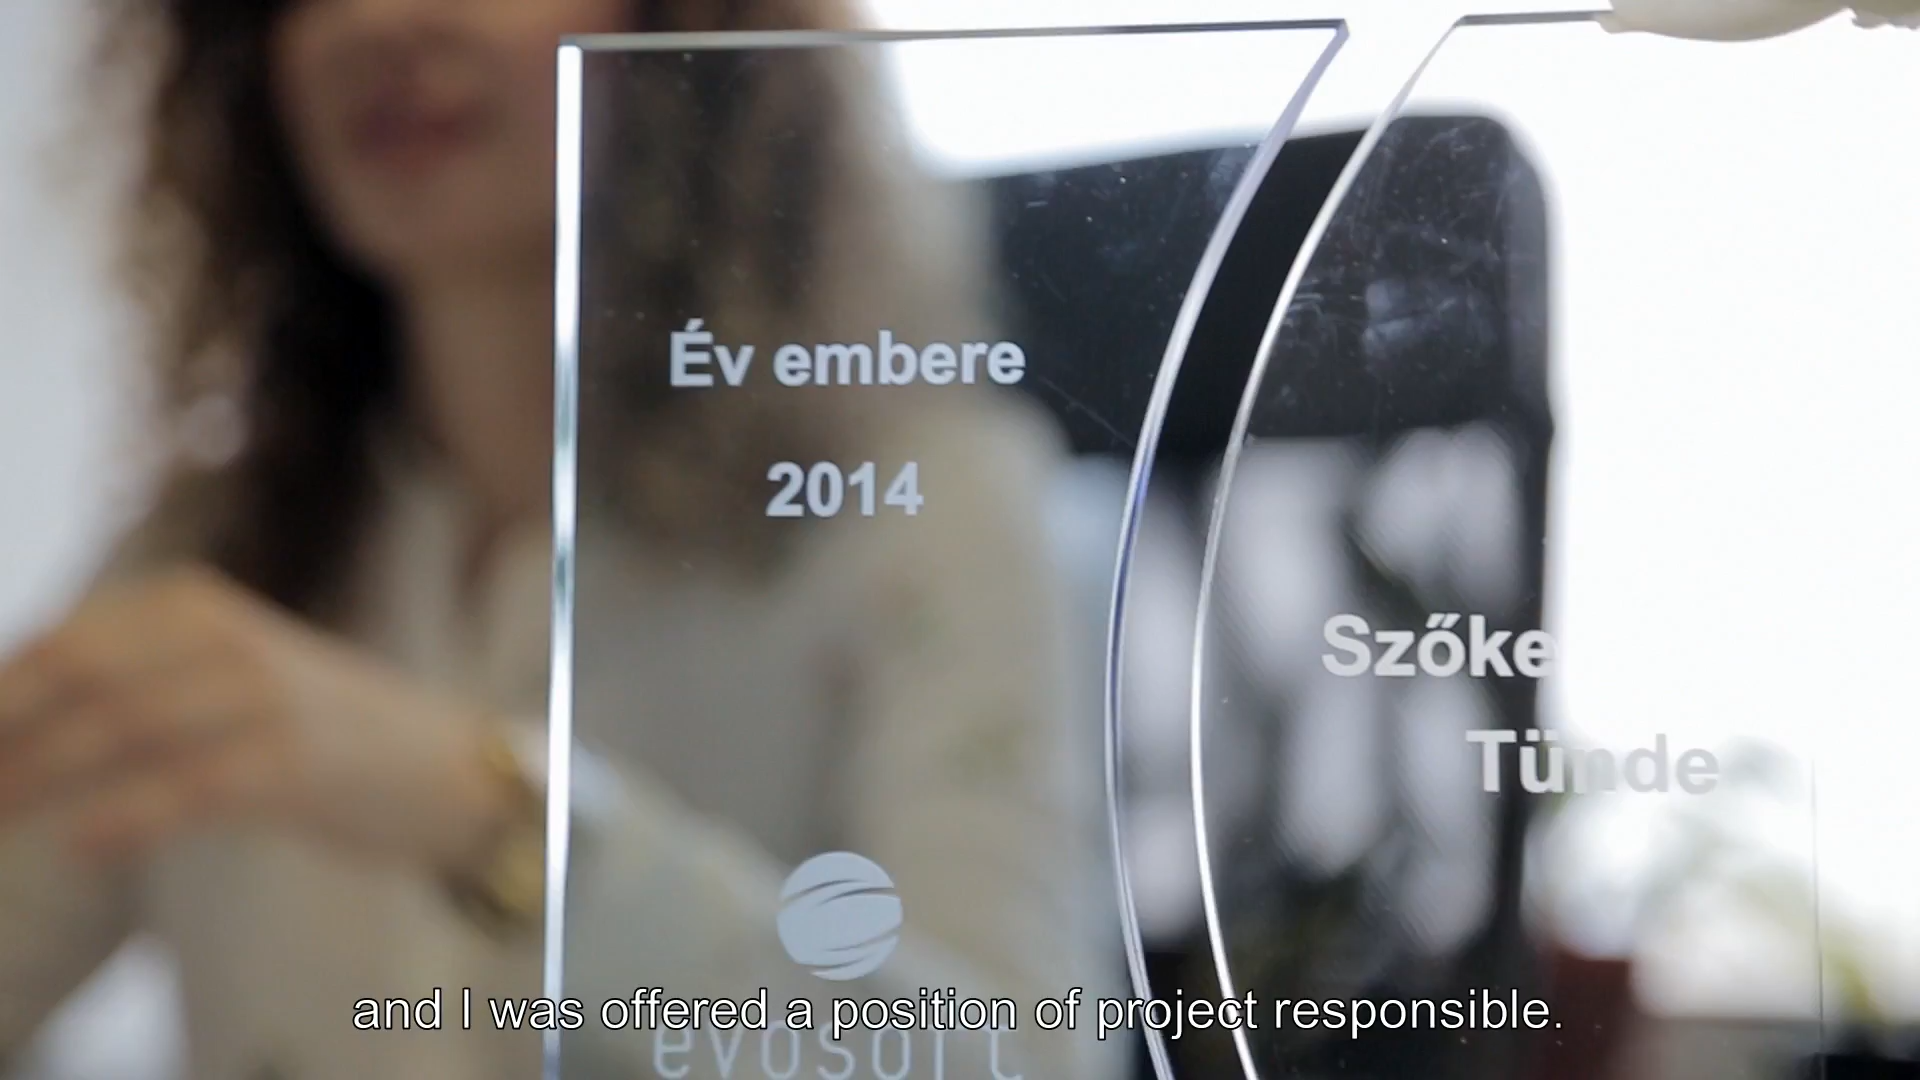 Év embere
2014
Szőke
Tünde
evosoft
and I was offered a position of project responsible.